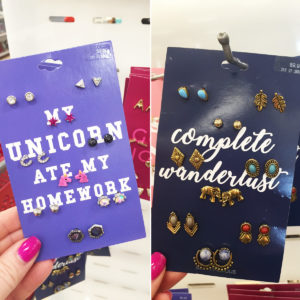 MY
UNICORN
ATE MY
HOMEWORK
complete
wanderlust